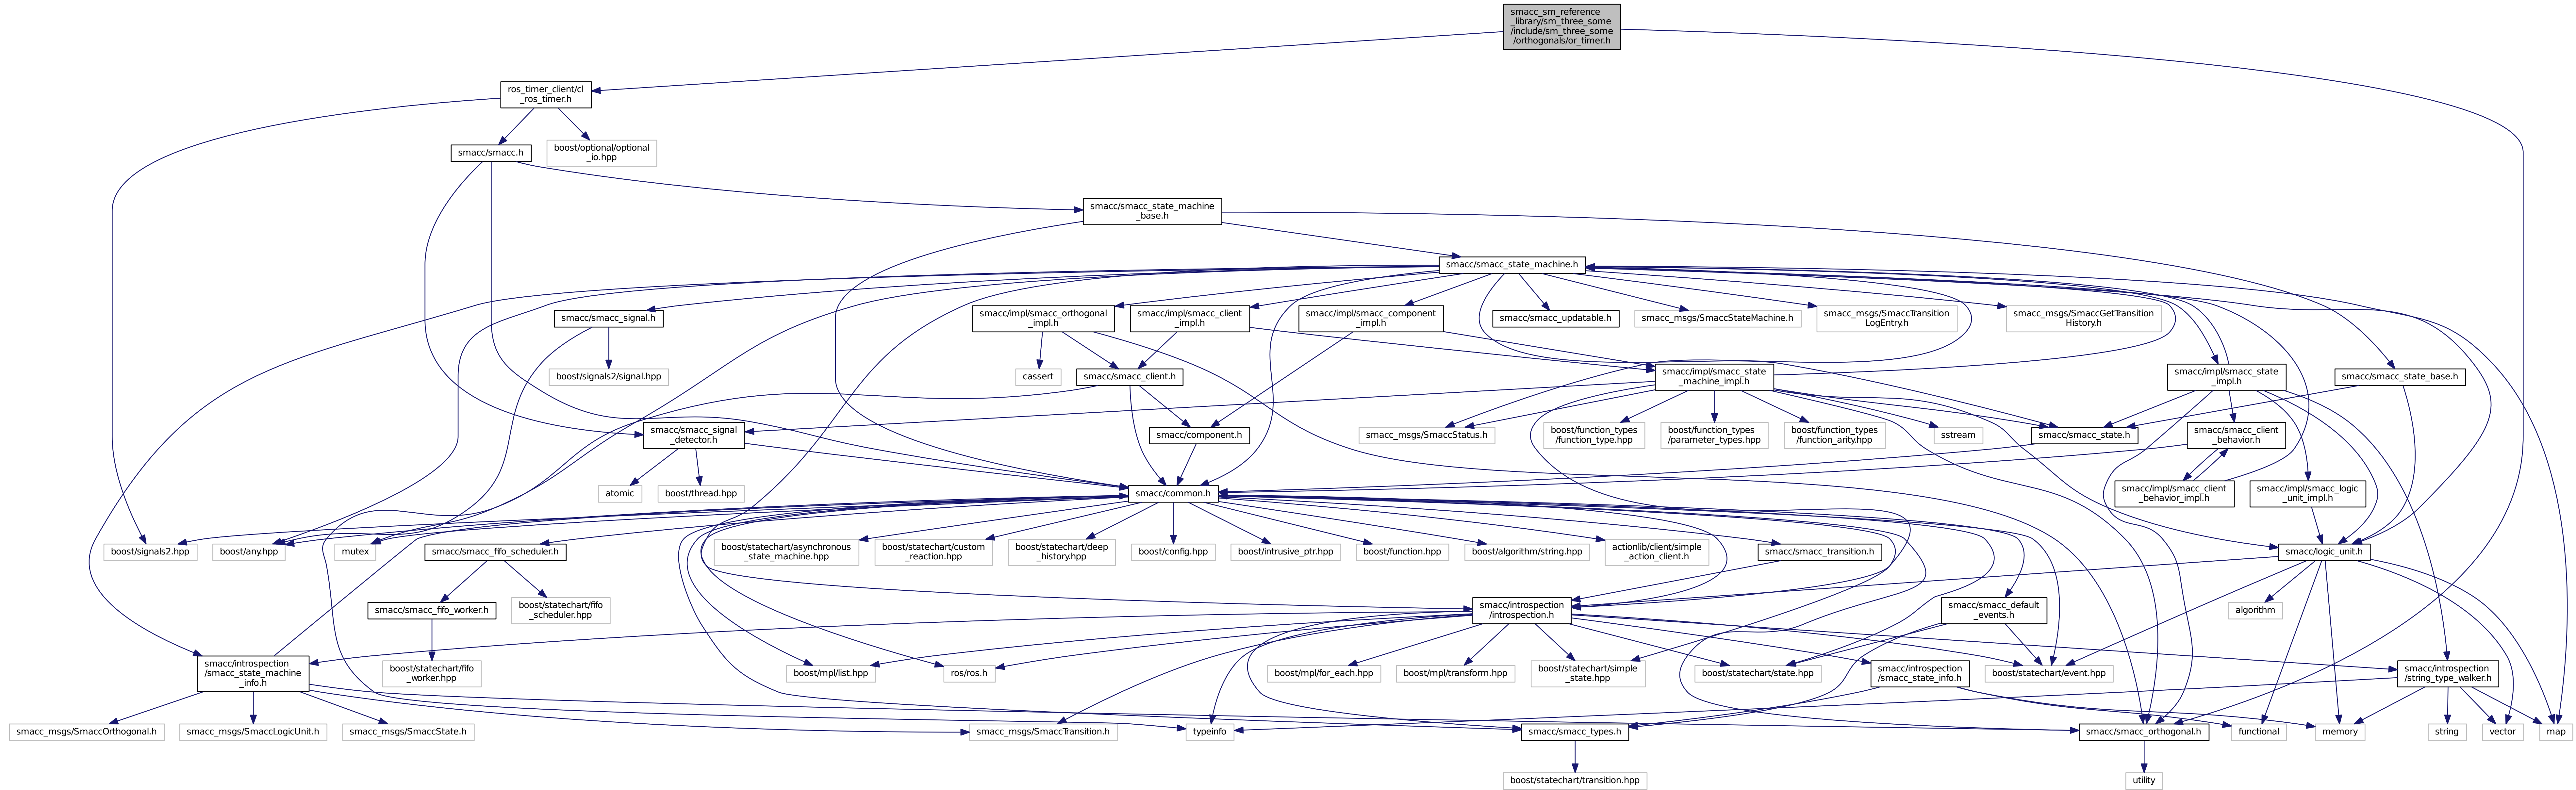 smacc_sm_reference
_library/sm_three_some
/include/sm_three_some
/orthogonals/or_timer.h
ros_timer_client/cl
_ros_timer.h
smacc/smacc.h
boost/optional/optional
_io.hpp
smacc/smacc_state_machine
_base.h
smacc/smacc_state_machine.h
smacc/smacc_signal.h
smacc/impl/smacc_orthogonal
_impl.h
smacc/impl/smacc_client
_impl.h
smacc/impl/smacc_component
_impl.h
smacc/smacc_updatable.h
smacc_msgs/SmaccStateMachine.h
smacc_msgs/SmaccTransition
LogEntry.h
smacc_msgs/SmaccGetTransition
History.h
boost/signals2/signal.hpp
cassert
smacc/smacc_client.h
smacc/impl/smacc_state
_machine_impl.h
smacc/impl/smacc_state
_impl.h
smacc/smacc_state_base.h
smacc/smacc_signal
_detector.h
smacc/component.h
smacc_msgs/SmaccStatus.h
boost/function_types
/function_type.hpp
boost/function_types
/parameter_types.hpp
boost/function_types
/function_arity.hpp
sstream
smacc/smacc_state.h
smacc/smacc_client
_behavior.h
atomic
boost/thread.hpp
smacc/common.h
smacc/impl/smacc_client
_behavior_impl.h
smacc/impl/smacc_logic
_unit_impl.h
boost/signals2.hpp
boost/any.hpp
mutex
smacc/smacc_fifo_scheduler.h
boost/statechart/asynchronous
_state_machine.hpp
boost/statechart/custom
_reaction.hpp
boost/statechart/deep
_history.hpp
boost/config.hpp
boost/intrusive_ptr.hpp
boost/function.hpp
boost/algorithm/string.hpp
actionlib/client/simple
_action_client.h
smacc/smacc_transition.h
smacc/logic_unit.h
smacc/smacc_fifo_worker.h
boost/statechart/fifo
_scheduler.hpp
smacc/introspection
/introspection.h
smacc/smacc_default
_events.h
algorithm
smacc/introspection
/smacc_state_machine
_info.h
boost/statechart/fifo
_worker.hpp
boost/mpl/list.hpp
ros/ros.h
boost/mpl/for_each.hpp
boost/mpl/transform.hpp
boost/statechart/simple
_state.hpp
boost/statechart/state.hpp
smacc/introspection
/smacc_state_info.h
boost/statechart/event.hpp
smacc/introspection
/string_type_walker.h
smacc_msgs/SmaccOrthogonal.h
smacc_msgs/SmaccLogicUnit.h
smacc_msgs/SmaccState.h
smacc_msgs/SmaccTransition.h
typeinfo
smacc/smacc_types.h
smacc/smacc_orthogonal.h
functional
memory
string
vector
map
boost/statechart/transition.hpp
utility